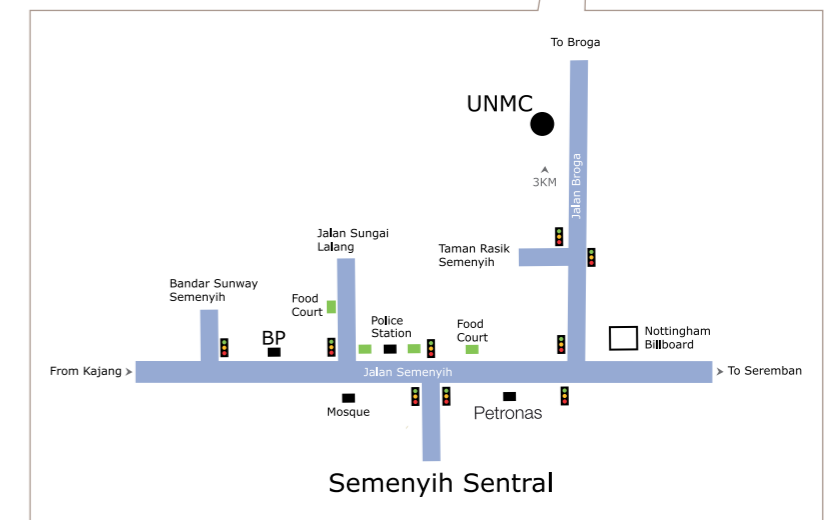 To Broga
UNMC
3KM
Jalan Broga
Jalan Sungai
Lalang
Taman Rasik
Semenyih
Bandar Sunway
Semenyih
Food
Court
BP
Police
Station
Food
Court
Nottingham
Billboard
From Kajang
Jalan Semenyih
To Seremban
Mosque
Petronas
Semenyih Sentral